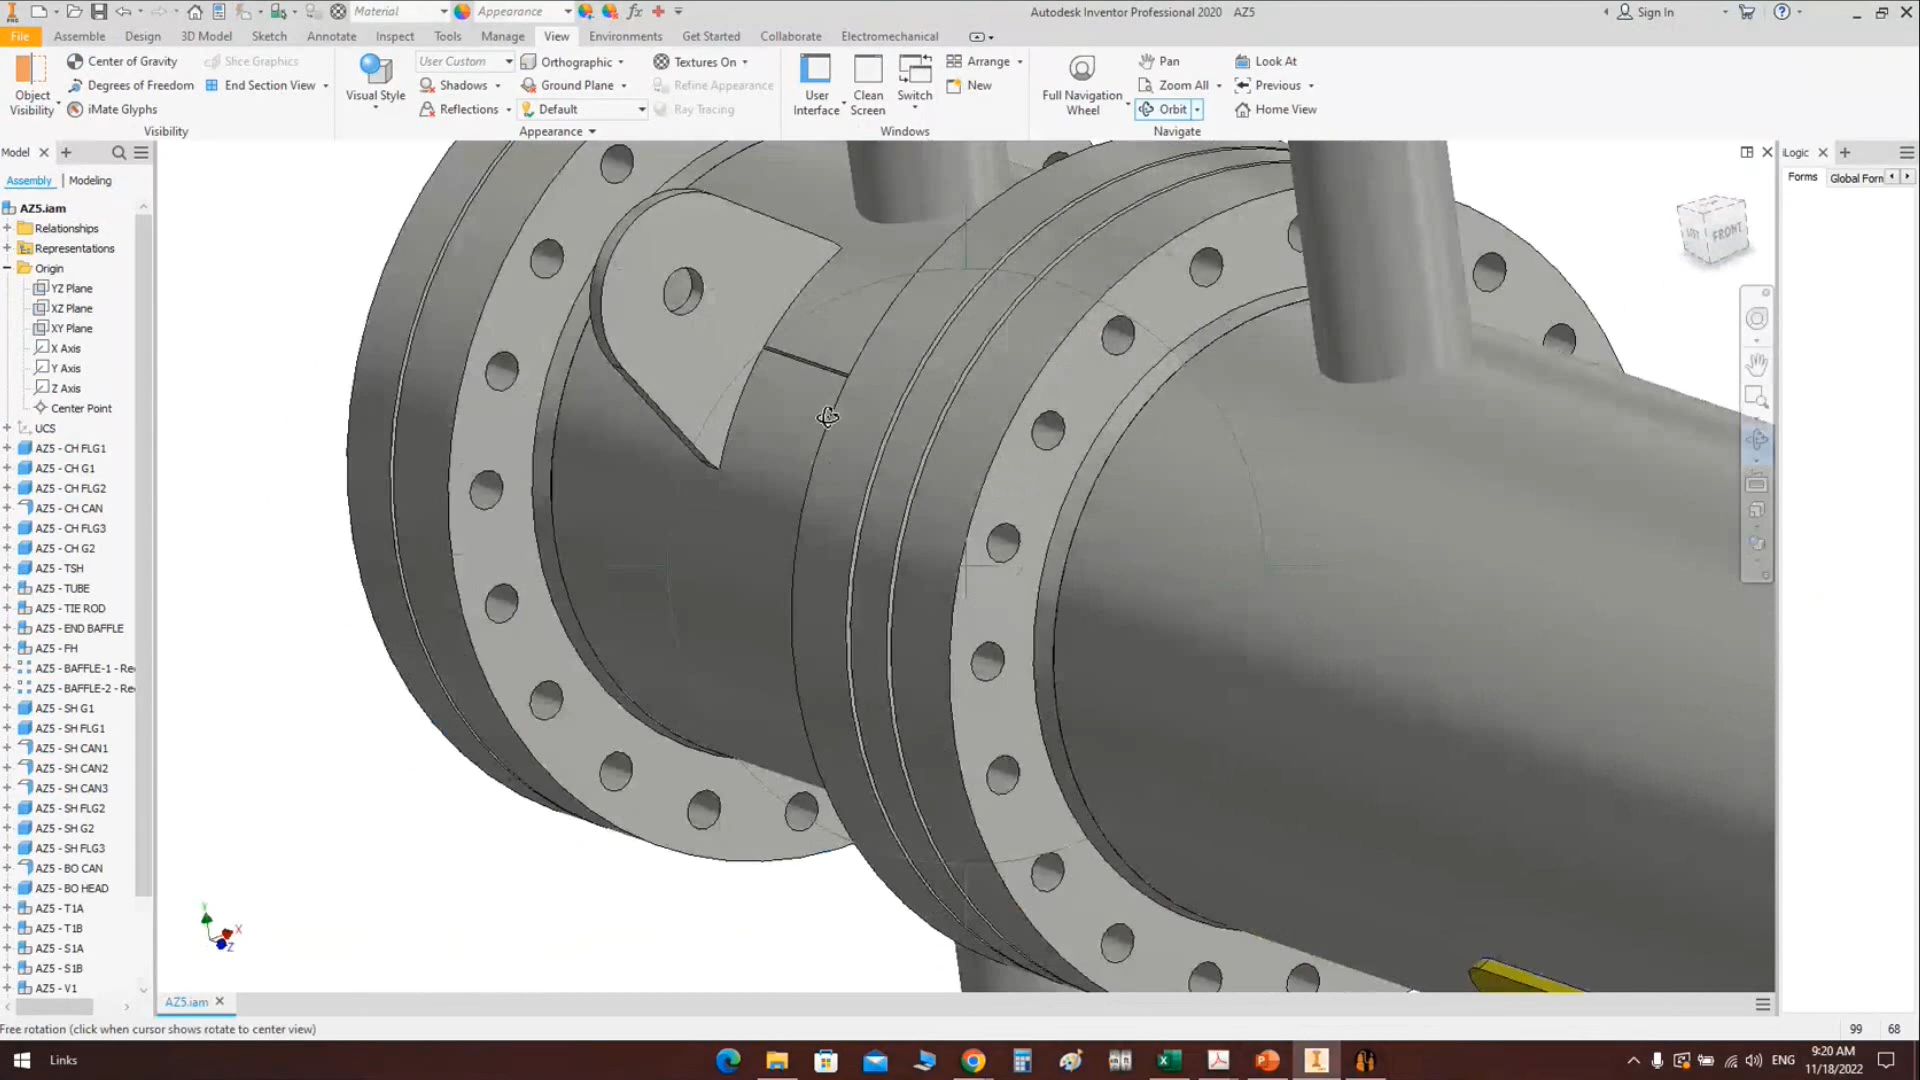 Material
Appearance
fx
Autodesk Inventor Professional 2020 AZ5
Sign In
File Assemble Design 3D Model Sketch Annotate Inspect Tools Manage View Environments Get Started Collaborate Electromechanical
Object Visibility
Center of Gravity
Degrees of Freedom
iMate Glyphs
Slice Graphics
End Section View
Visibility
Visual Style
User Custom
Shadows
Reflections
Orthographic
Ground Plane
Default
Textures On
Refine Appearance
Ray Tracing
Appearance
User Interface
Clean Screen
Switch
Arrange
New
Windows
Full Navigation Wheel
Pan
Zoom All
Orbit
Look At
Previous
Home View
Navigate
Model
Assembly Modeling
AZ5.iam
Relationships
Representations
Origin
YZ Plane
XZ Plane
XY Plane
X Axis
Y Axis
Z Axis
Center Point
UCS
AZ5 - CH FLG1
AZ5 - CH G1
AZ5 - CH FLG2
AZ5 - CH CAN
AZ5 - CH FLG3
AZ5 - CH G2
AZ5 - TSH
AZ5 - TUBE
AZ5 - TIE ROD
AZ5 - END BAFFLE
AZ5 - FH
AZ5 - BAFFLE-1 - Re
AZ5 - BAFFLE-2 - Re
AZ5 - SH G1
AZ5 - SH FLG1
AZ5 - SH CAN1
AZ5 - SH CAN2
AZ5 - SH CAN3
AZ5 - SH FLG2
AZ5 - SH G2
AZ5 - SH FLG3
AZ5 - BO CAN
AZ5 - BO HEAD
AZ5 - T1A
AZ5 - T1B
AZ5 - S1A
AZ5 - S1B
AZ5 - V1
LEFT FRONT
iLogic
Forms Global Forn
Y
X
Z
AZ5.iam
Free rotation (click when cursor shows rotate to center view)
99 68
Links
ENG
9:20 AM
11/18/2022